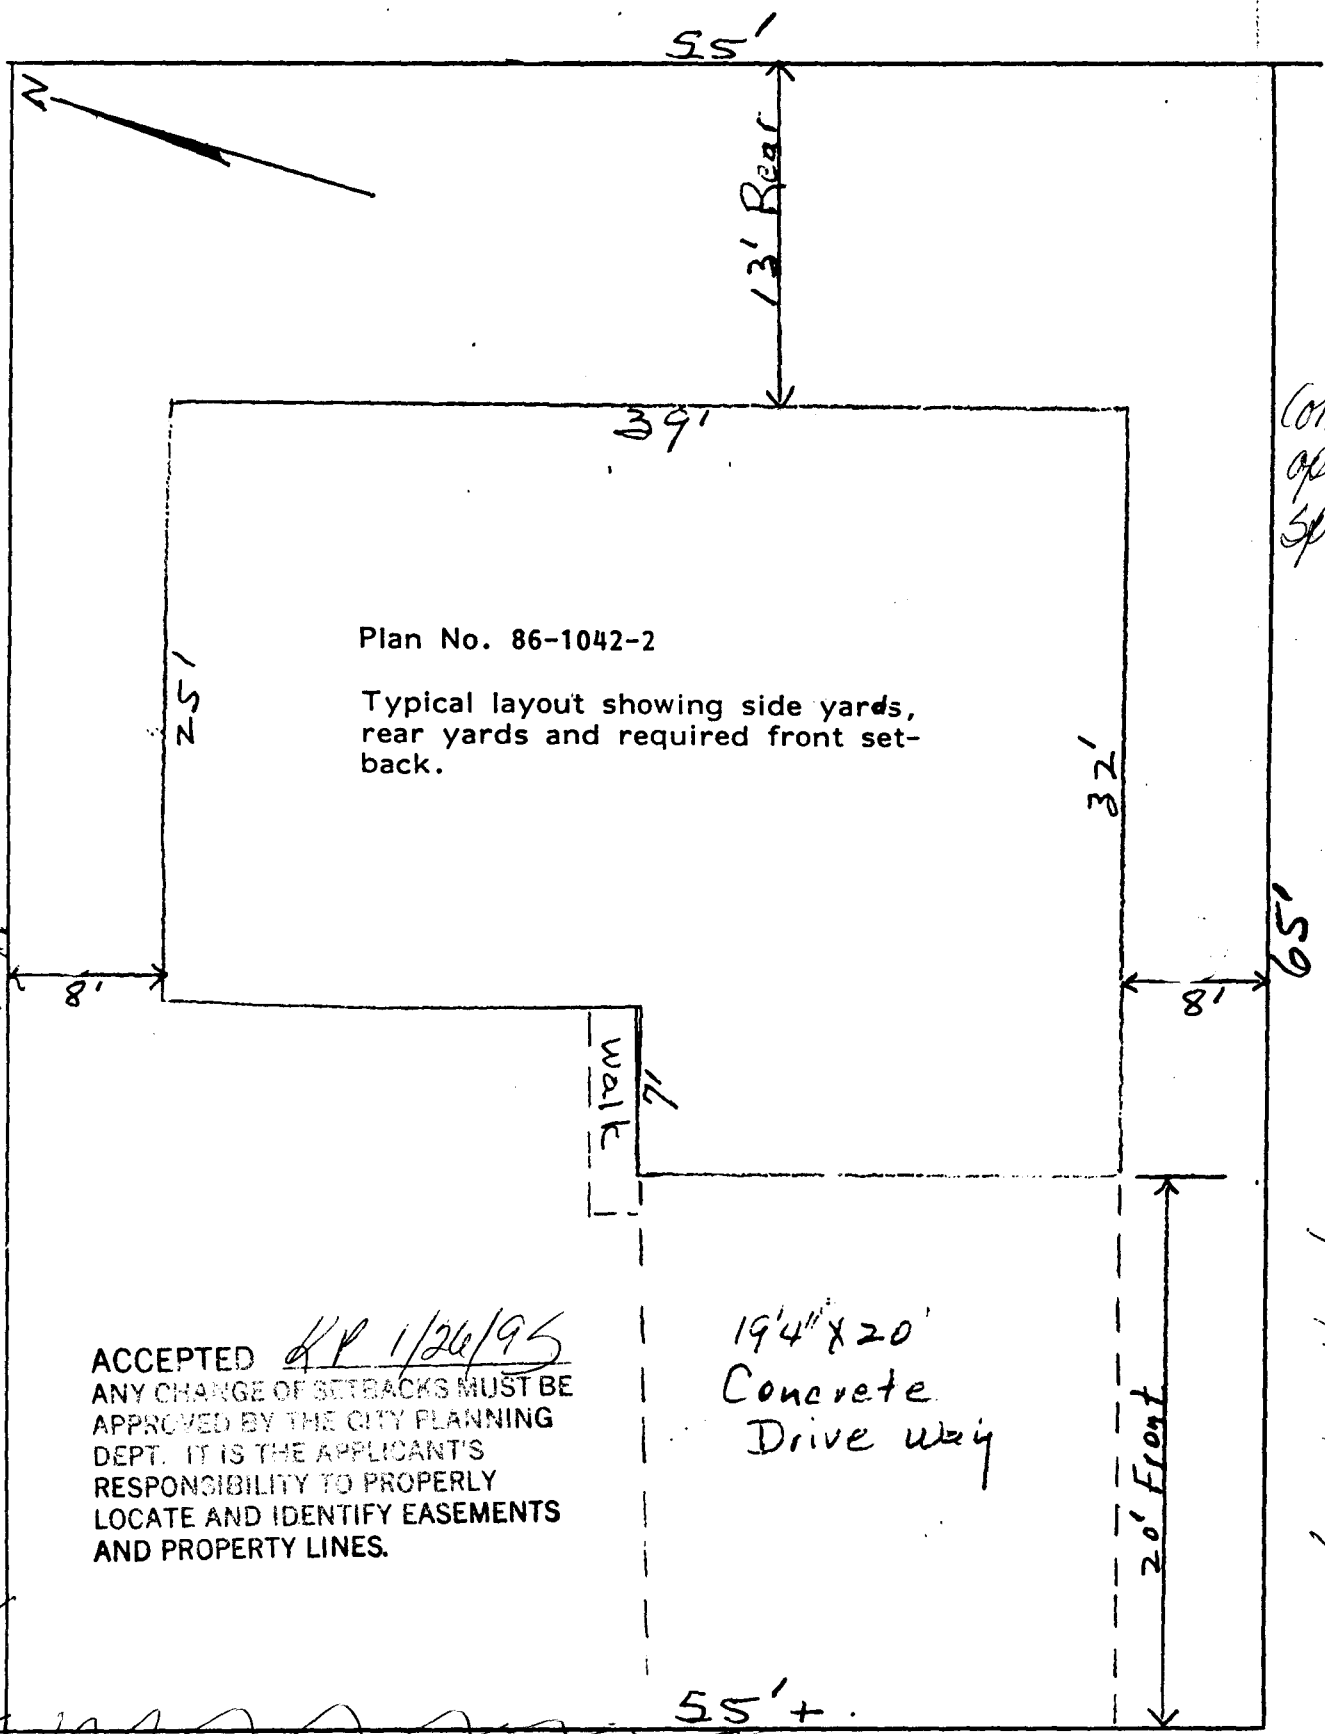 55'
N
13' Rear
39'
Plan No. 86-1042-2
Typical layout showing side yards,
rear yards and required front set-
back.
25'
32'
65'
8'
8'
walk
7'
ACCEPTED KP 1/26/95
ANY CHANGE OF SETBACKS MUST BE
APPROVED BY THE CITY PLANNING
DEPT. IT IS THE APPLICANT'S
RESPONSIBILITY TO PROPERLY
LOCATE AND IDENTIFY EASEMENTS
AND PROPERTY LINES.
19'4" X 20'
Concrete
Drive way
20' Front
55'+